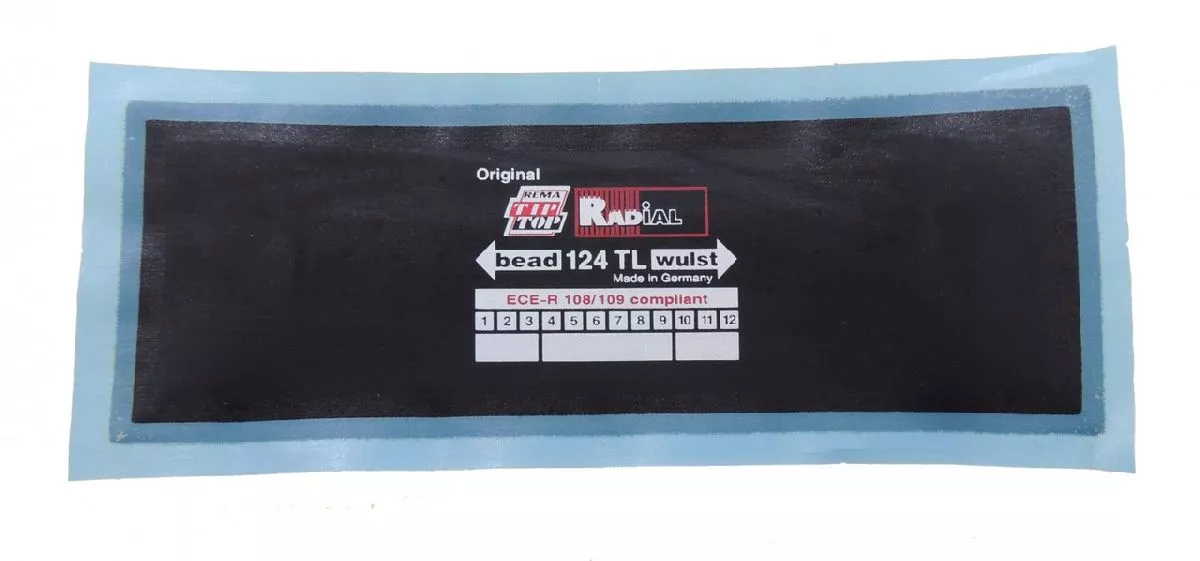 Original
REMA
TIP
TOP
RADiAL
bead 124 TL wulst
Made in Germany
ECE-R 108/109 compliant
1 2 3 4 5 6 7 8 9 10 11 12